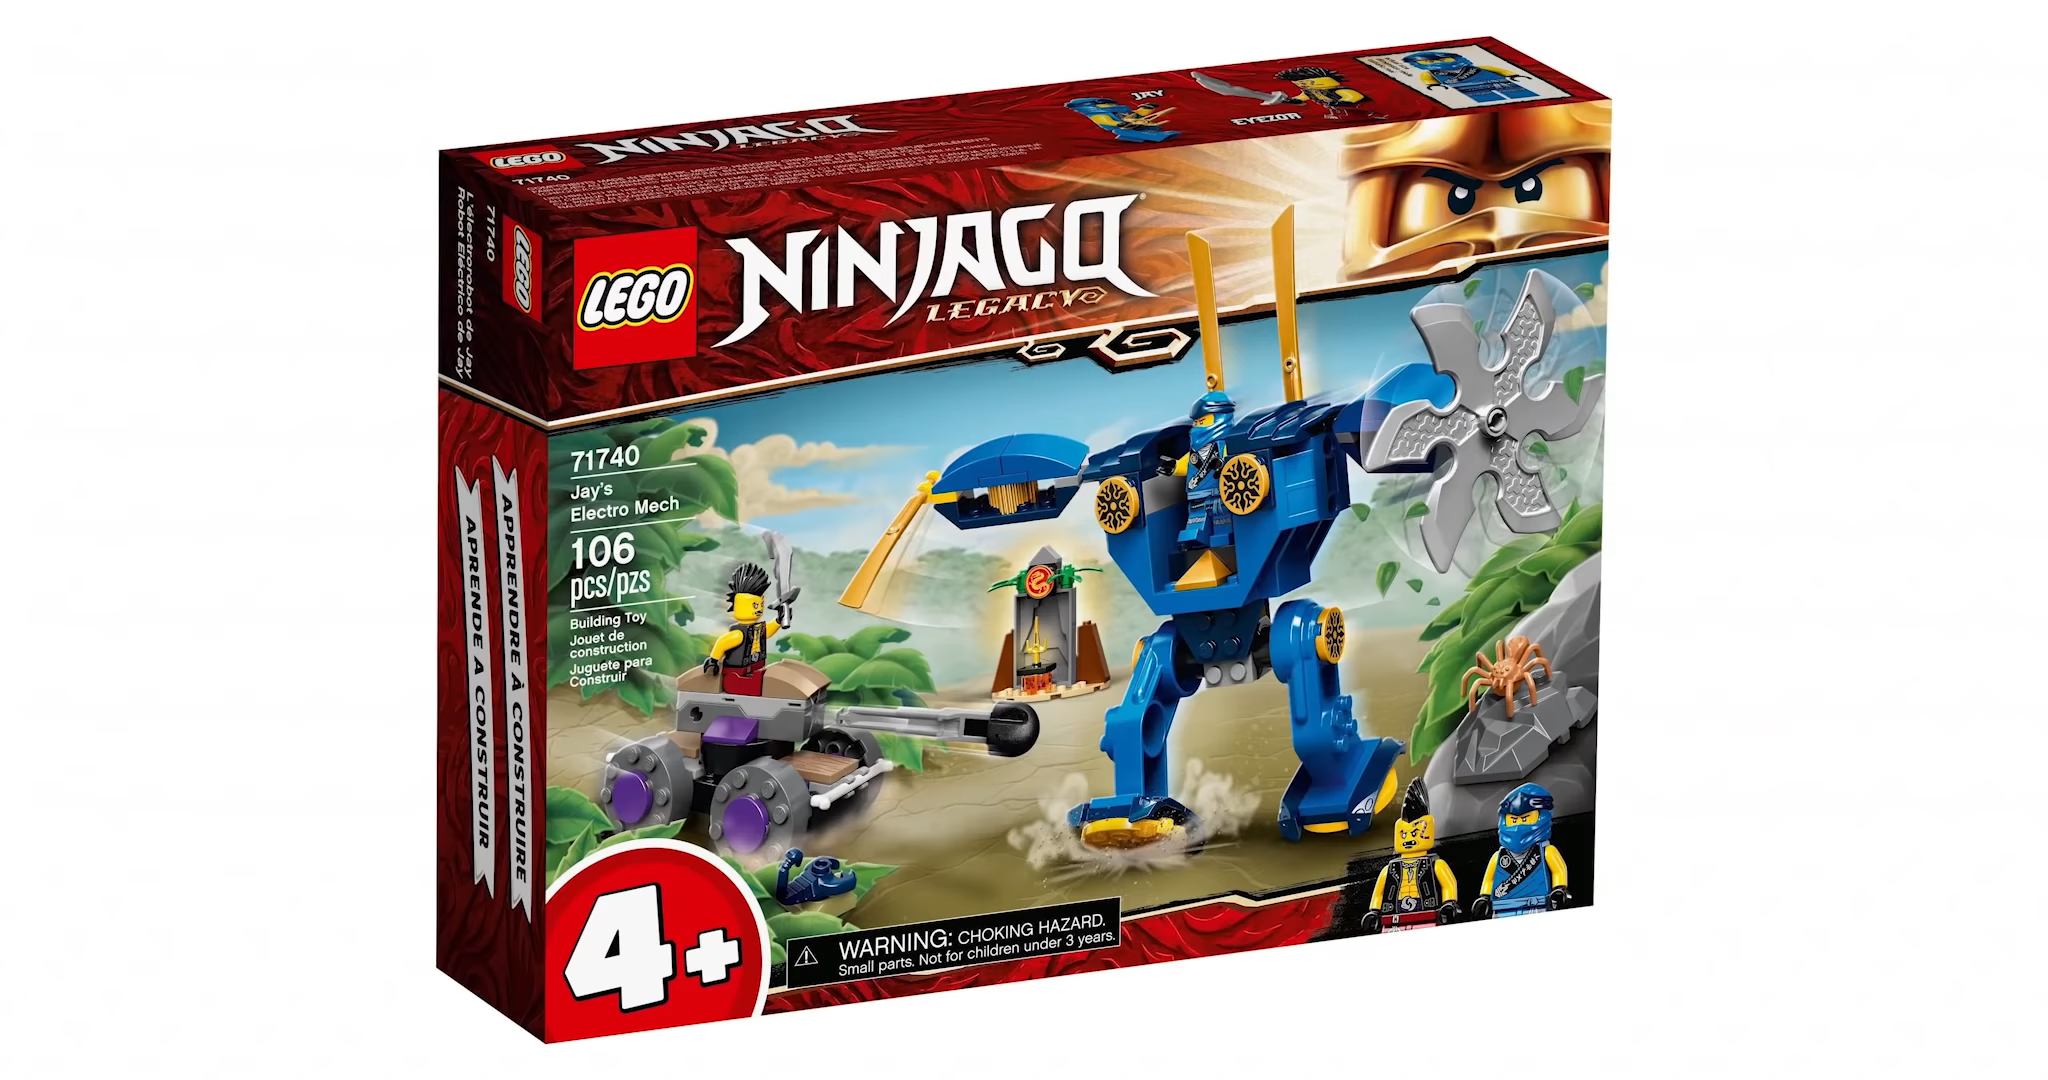 LEGO
NINJAGO
LEGACY
71740
JAY
EYEZOR
LEGO
NINJAGO
LEGACY
71740
Jay's
Electro Mech
106
pcs/pzs
Building Toy
Jouet de
construction
Juguete para
Construir
4+
WARNING: CHOKING HAZARD.
Small parts. Not for children under 3 years.
LEGO
71740
L'électrorobot de Jay
Robot Eléctrico de Jay
APPRENDRE À CONSTRUIRE
APRENDE A CONSTRUIR